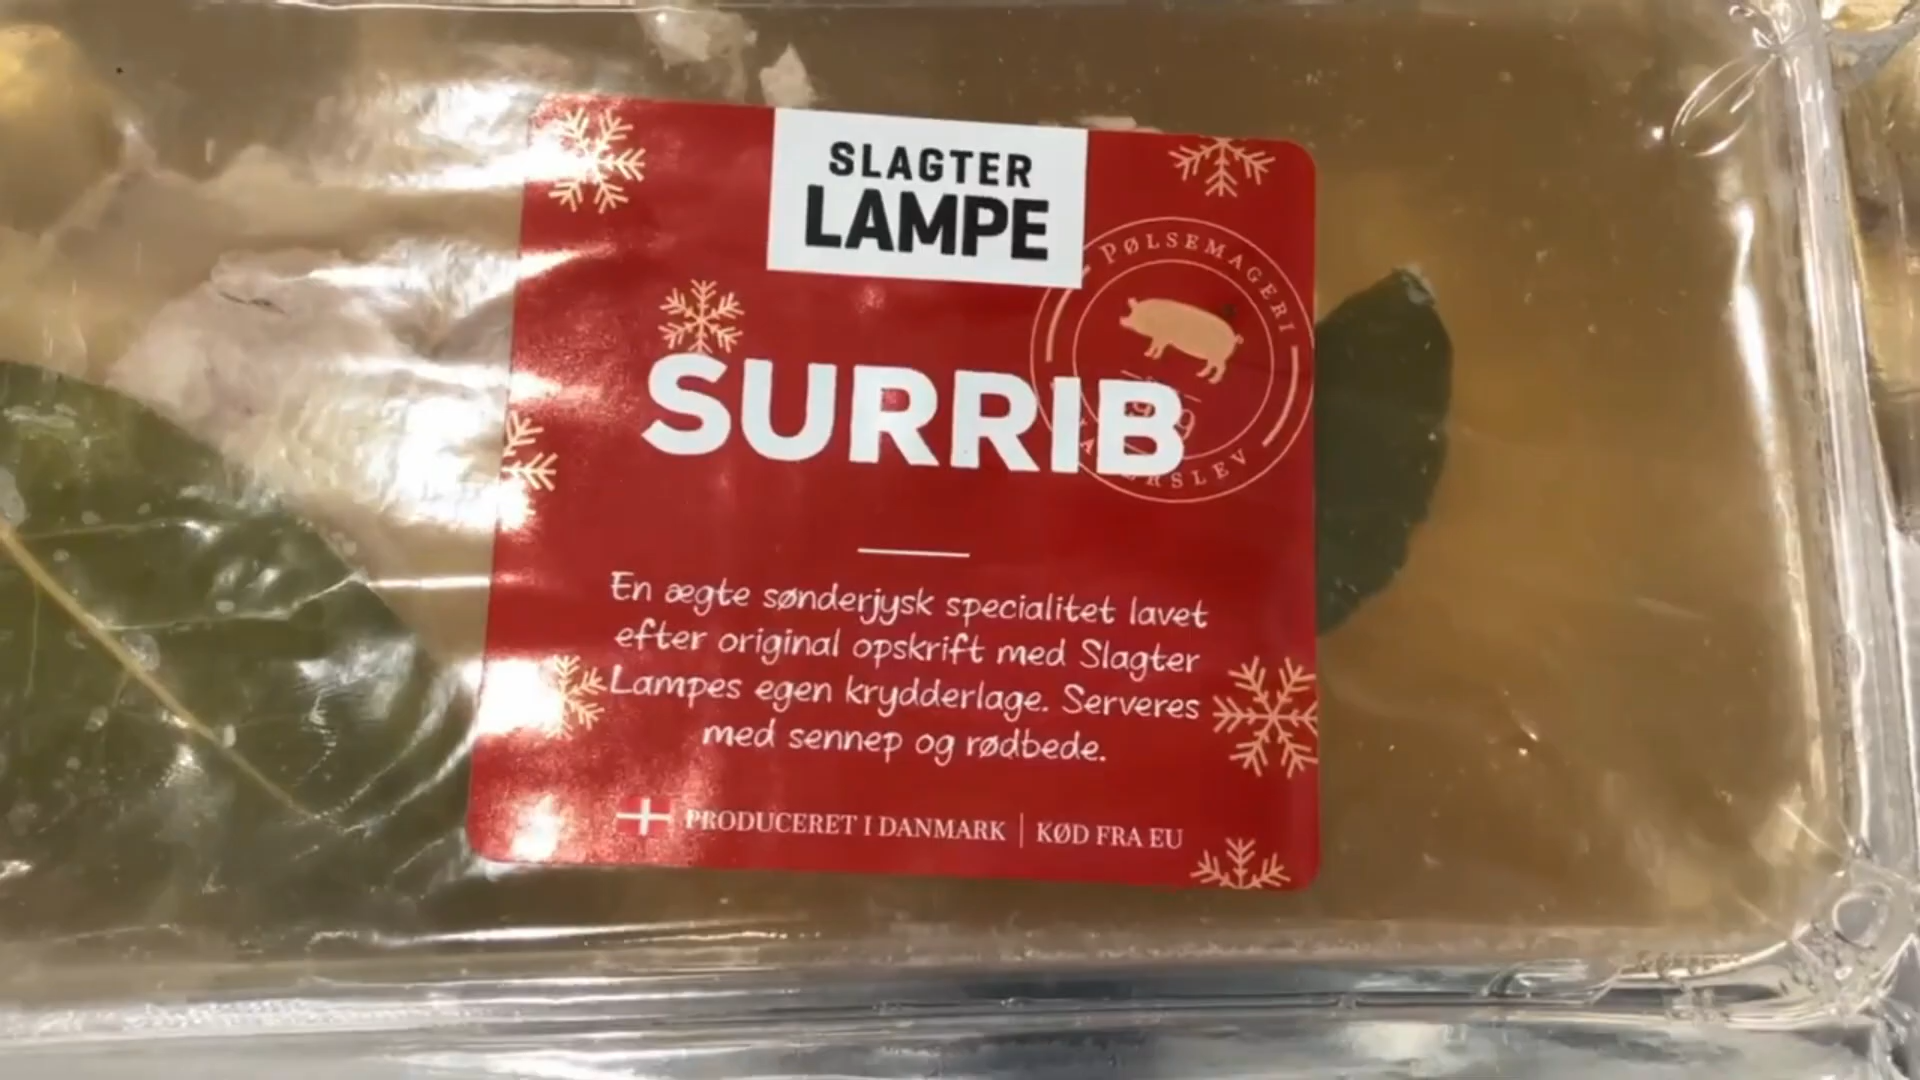 SLAGTER
LAMPE
PØLSEMAGERI
SURRIB
En ægte sønderjysk specialitet lavet
efter original opskrift med Slagter
Lampes egen krydderlage. Serveres
med sennep og rødbede.
PRODUCERET I DANMARK | KØD FRA EU